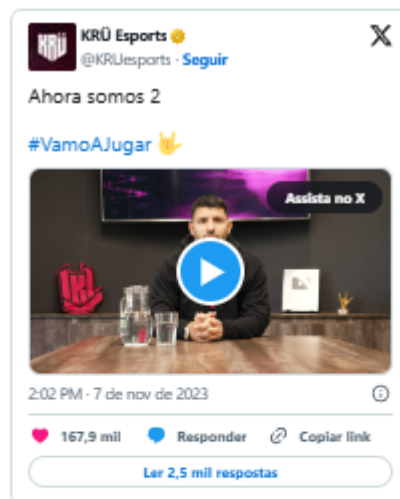 KRÜ
KRÜ Esports
@KRUesports · Seguir
Ahora somos 2
#VamoAJugar
Assista no X
2:02 PM · 7 de nov de 2023
167,9 mil Responder Copiar link
Ler 2,5 mil respostas